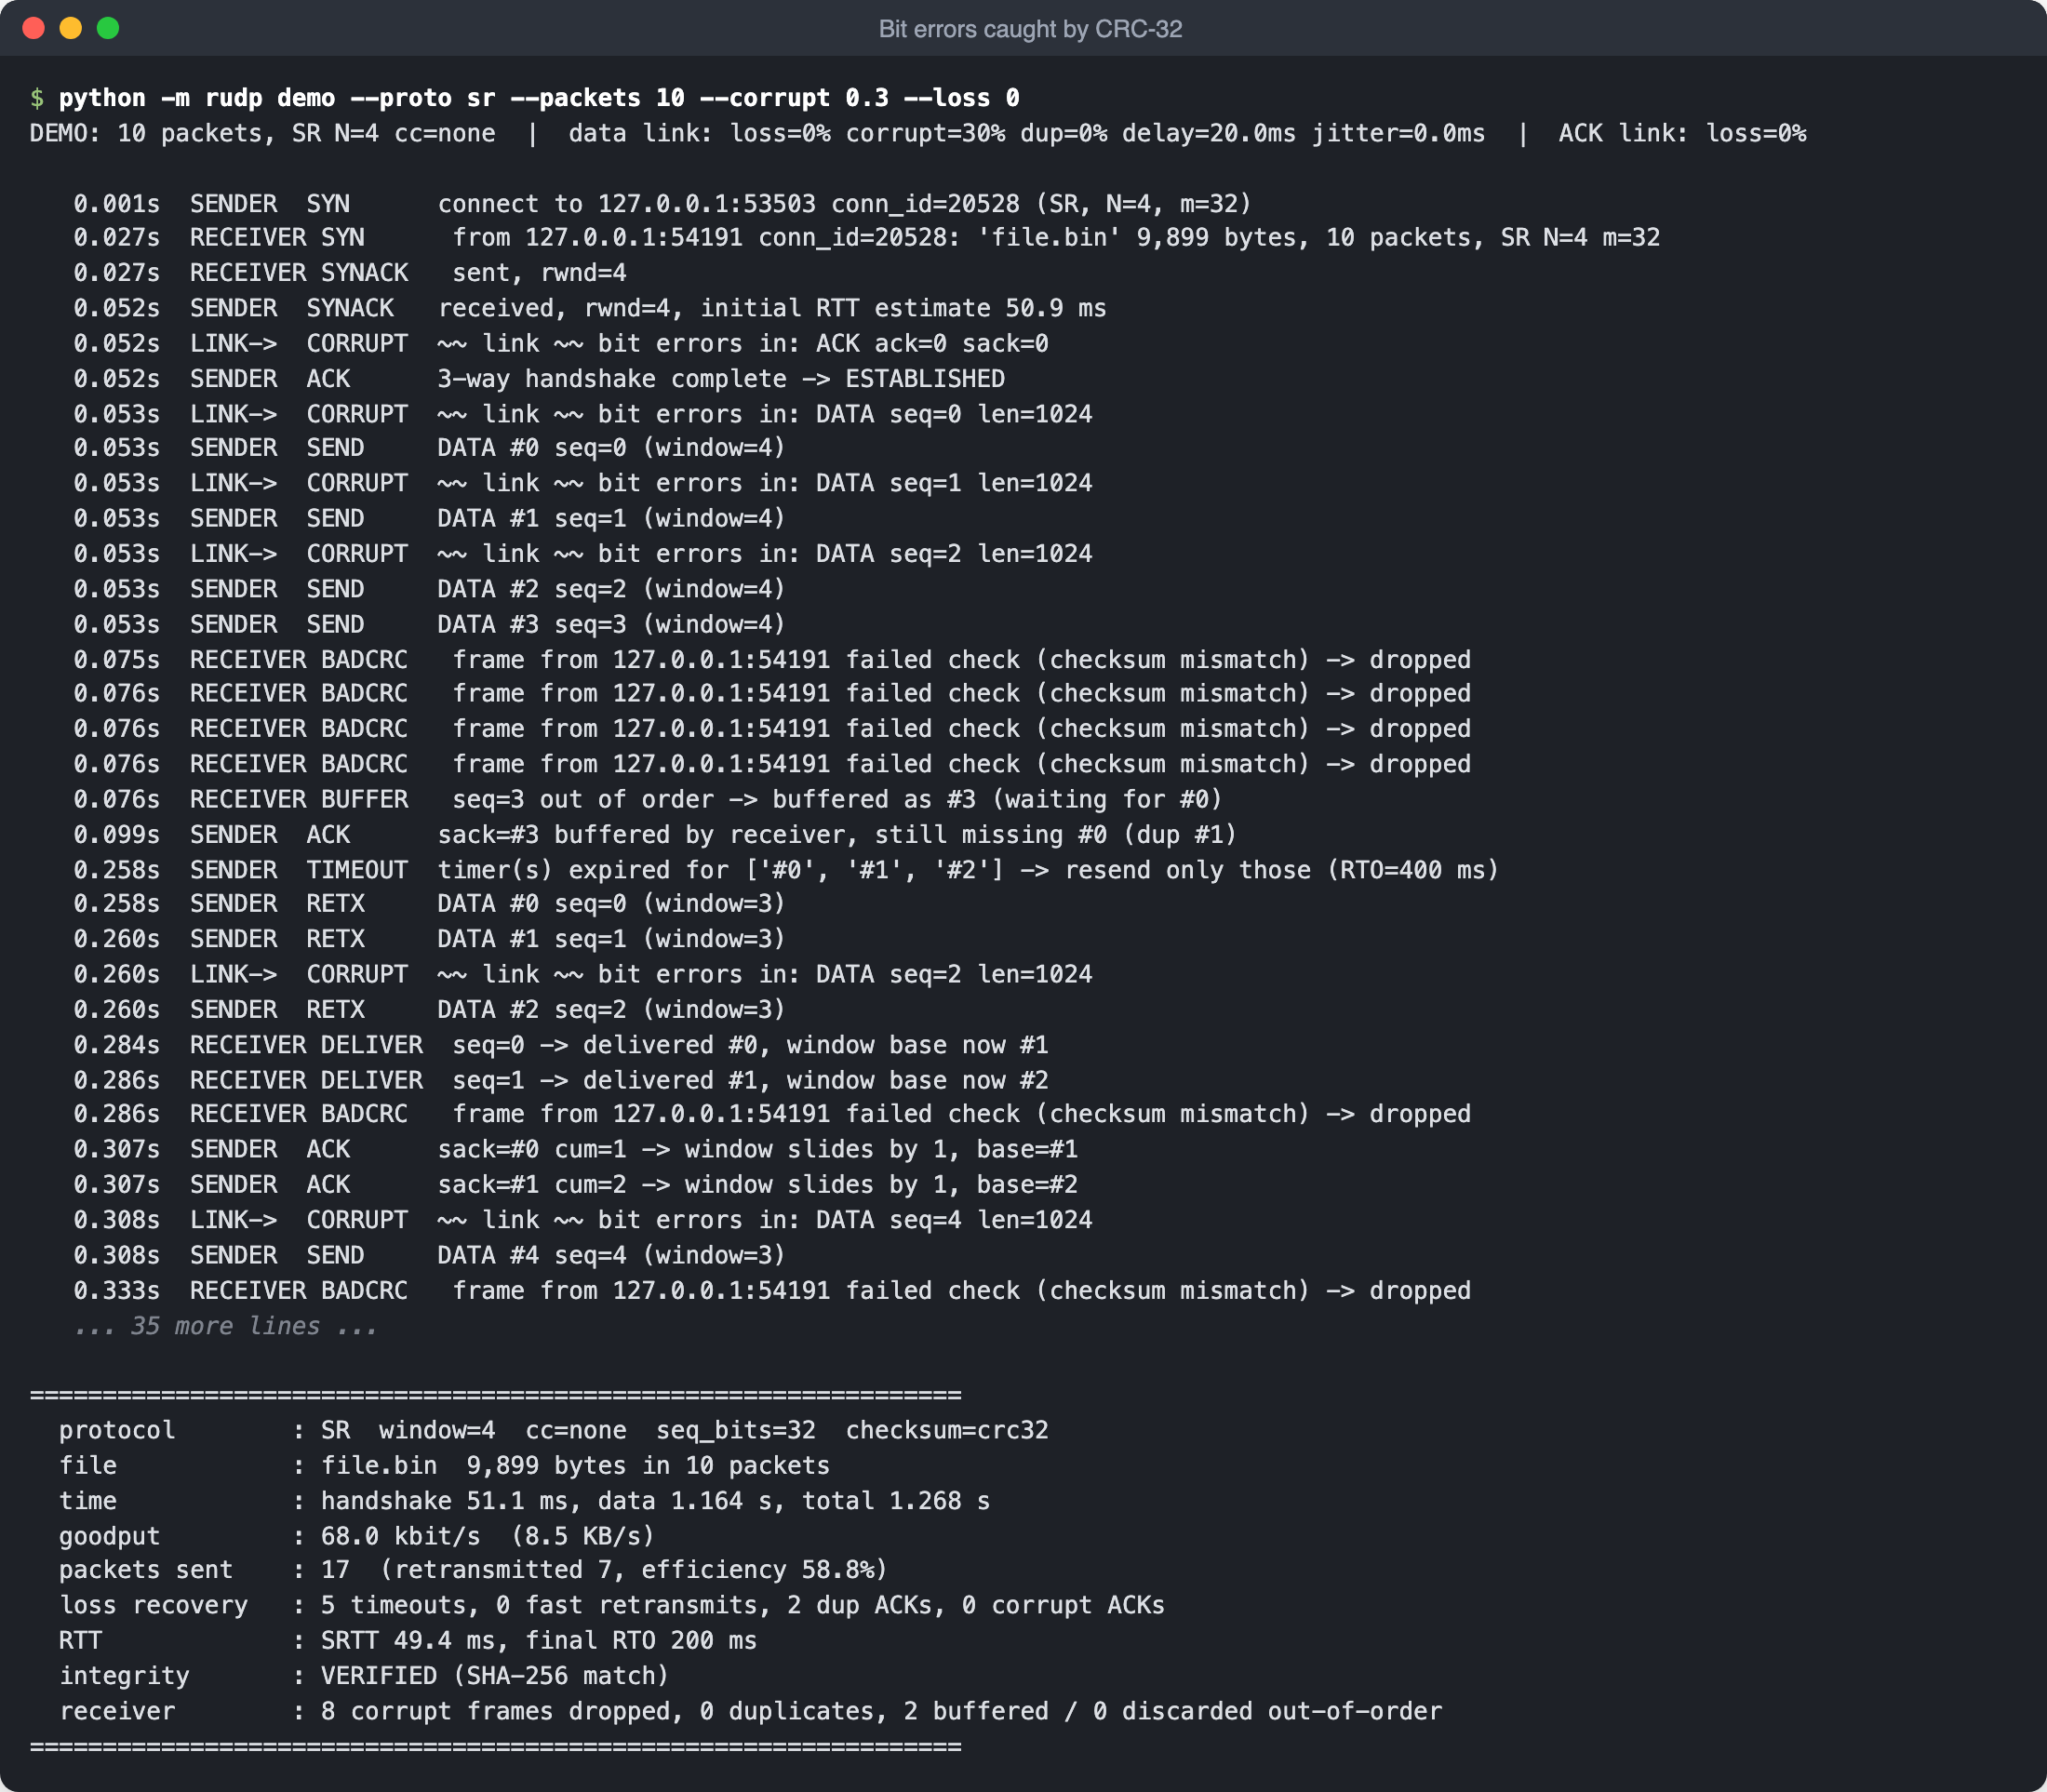 Bit errors caught by CRC-32
$ python -m rudp demo --proto sr --packets 10 --corrupt 0.3 --loss 0
DEMO: 10 packets, SR N=4 cc=none  |  data link: loss=0% corrupt=30% dup=0% delay=20.0ms jitter=0.0ms  |  ACK link: loss=0%
0.001s  SENDER  SYN      connect to 127.0.0.1:53503 conn_id=20528 (SR, N=4, m=32)
0.027s  RECEIVER SYN      from 127.0.0.1:54191 conn_id=20528: 'file.bin' 9,899 bytes, 10 packets, SR N=4 m=32
0.027s  RECEIVER SYNACK   sent, rwnd=4
0.052s  SENDER  SYNACK   received, rwnd=4, initial RTT estimate 50.9 ms
0.052s  LINK->  CORRUPT  ~~ link ~~ bit errors in: ACK ack=0 sack=0
0.052s  SENDER  ACK      3-way handshake complete -> ESTABLISHED
0.053s  LINK->  CORRUPT  ~~ link ~~ bit errors in: DATA seq=0 len=1024
0.053s  SENDER  SEND     DATA #0 seq=0 (window=4)
0.053s  LINK->  CORRUPT  ~~ link ~~ bit errors in: DATA seq=1 len=1024
0.053s  SENDER  SEND     DATA #1 seq=1 (window=4)
0.053s  LINK->  CORRUPT  ~~ link ~~ bit errors in: DATA seq=2 len=1024
0.053s  SENDER  SEND     DATA #2 seq=2 (window=4)
0.053s  SENDER  SEND     DATA #3 seq=3 (window=4)
0.075s  RECEIVER BADCRC   frame from 127.0.0.1:54191 failed check (checksum mismatch) -> dropped
0.076s  RECEIVER BADCRC   frame from 127.0.0.1:54191 failed check (checksum mismatch) -> dropped
0.076s  RECEIVER BADCRC   frame from 127.0.0.1:54191 failed check (checksum mismatch) -> dropped
0.076s  RECEIVER BADCRC   frame from 127.0.0.1:54191 failed check (checksum mismatch) -> dropped
0.076s  RECEIVER BUFFER   seq=3 out of order -> buffered as #3 (waiting for #0)
0.099s  SENDER  ACK      sack=#3 buffered by receiver, still missing #0 (dup #1)
0.258s  SENDER  TIMEOUT  timer(s) expired for ['#0', '#1', '#2'] -> resend only those (RTO=400 ms)
0.258s  SENDER  RETX     DATA #0 seq=0 (window=3)
0.260s  SENDER  RETX     DATA #1 seq=1 (window=3)
0.260s  LINK->  CORRUPT  ~~ link ~~ bit errors in: DATA seq=2 len=1024
0.260s  SENDER  RETX     DATA #2 seq=2 (window=3)
0.284s  RECEIVER DELIVER  seq=0 -> delivered #0, window base now #1
0.286s  RECEIVER DELIVER  seq=1 -> delivered #1, window base now #2
0.286s  RECEIVER BADCRC   frame from 127.0.0.1:54191 failed check (checksum mismatch) -> dropped
0.307s  SENDER  ACK      sack=#0 cum=1 -> window slides by 1, base=#1
0.307s  SENDER  ACK      sack=#1 cum=2 -> window slides by 1, base=#2
0.308s  LINK->  CORRUPT  ~~ link ~~ bit errors in: DATA seq=4 len=1024
0.308s  SENDER  SEND     DATA #4 seq=4 (window=3)
0.333s  RECEIVER BADCRC   frame from 127.0.0.1:54191 failed check (checksum mismatch) -> dropped
... 35 more lines ...
================================================================
protocol        : SR  window=4  cc=none  seq_bits=32  checksum=crc32
file            : file.bin  9,899 bytes in 10 packets
time            : handshake 51.1 ms, data 1.164 s, total 1.268 s
goodput         : 68.0 kbit/s  (8.5 KB/s)
packets sent    : 17  (retransmitted 7, efficiency 58.8%)
loss recovery   : 5 timeouts, 0 fast retransmits, 2 dup ACKs, 0 corrupt ACKs
RTT             : SRTT 49.4 ms, final RTO 200 ms
integrity       : VERIFIED (SHA-256 match)
receiver        : 8 corrupt frames dropped, 0 duplicates, 2 buffered / 0 discarded out-of-order
================================================================